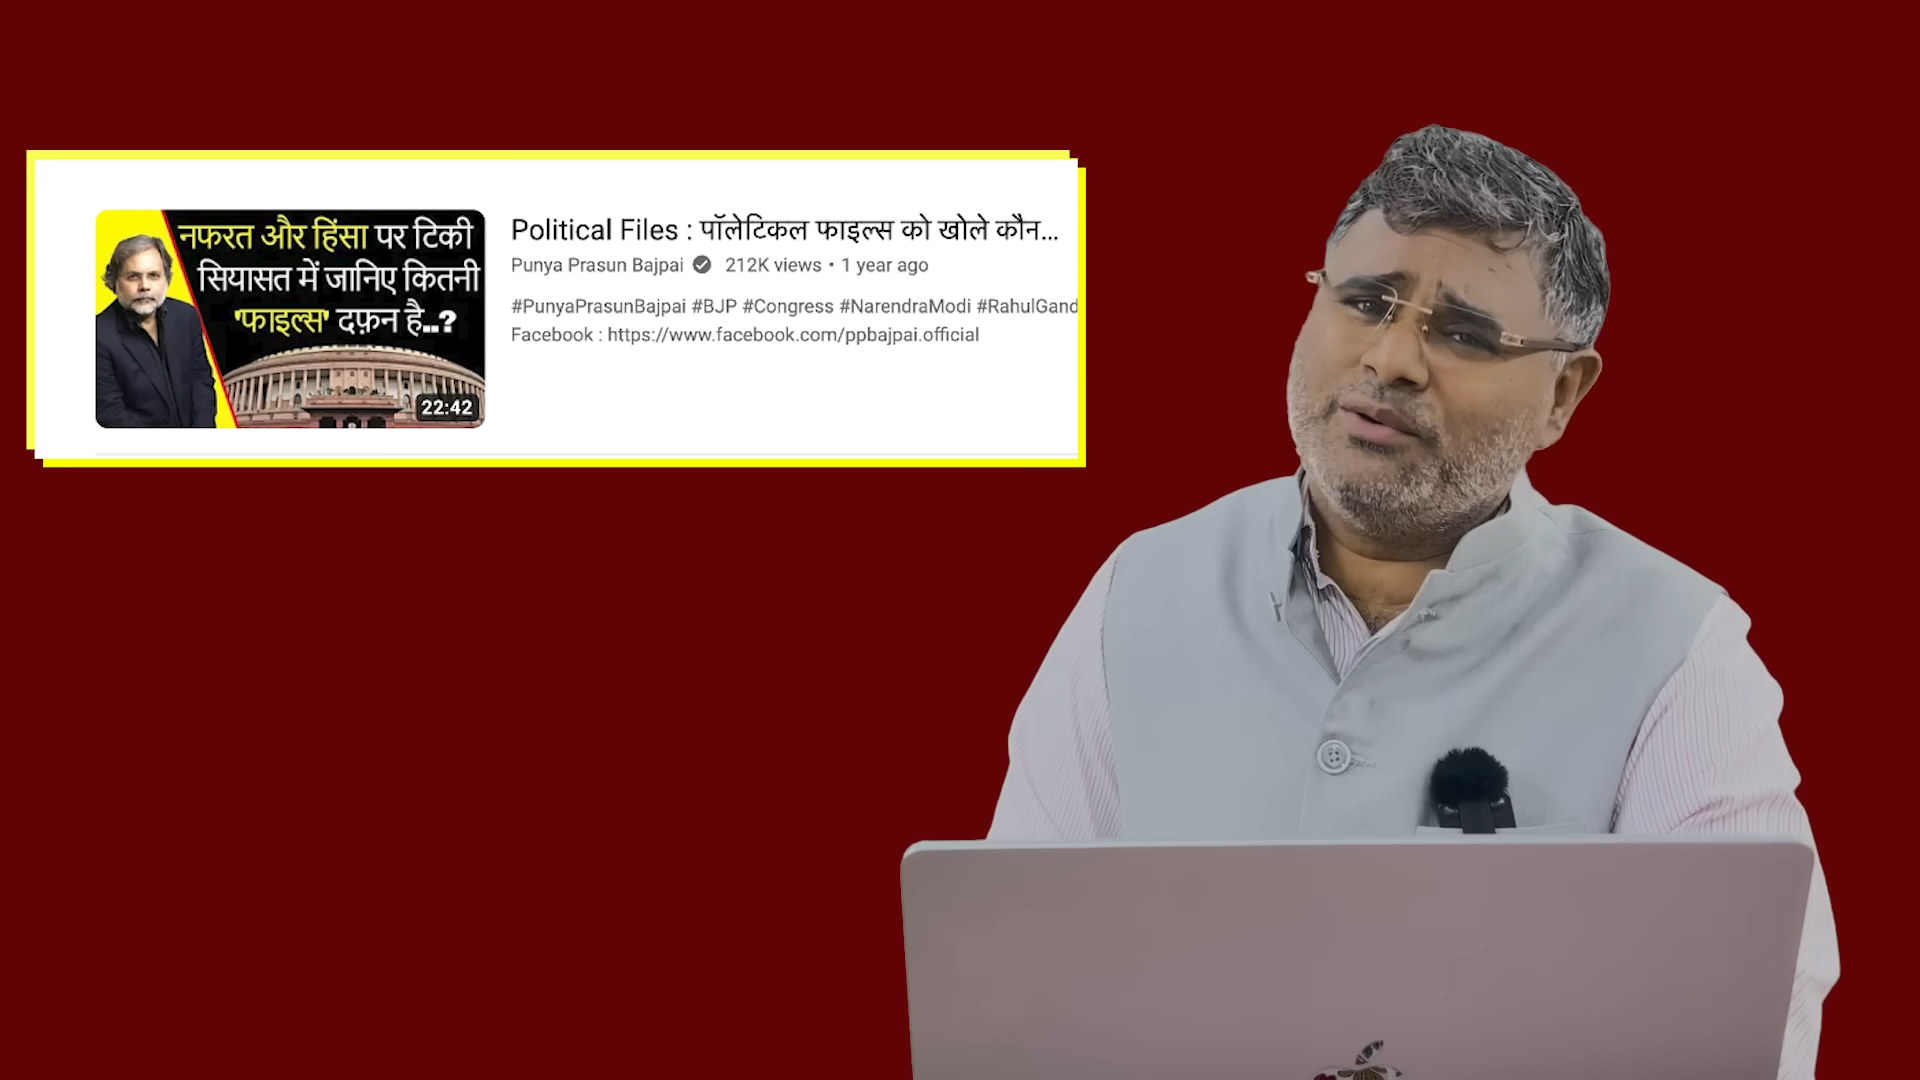 नफरत और हिंसा पर टिकी
सियासत में जानिए कितनी
'फाइल्स' दफ़न है..?
22:42
Political Files : पॉलेटिकल फाइल्स को खोले कौन...
Punya Prasun Bajpai 212K views • 1 year ago
#PunyaPrasunBajpai #BJP #Congress #NarendraModi #RahulGand
Facebook : https://www.facebook.com/ppbajpai.official